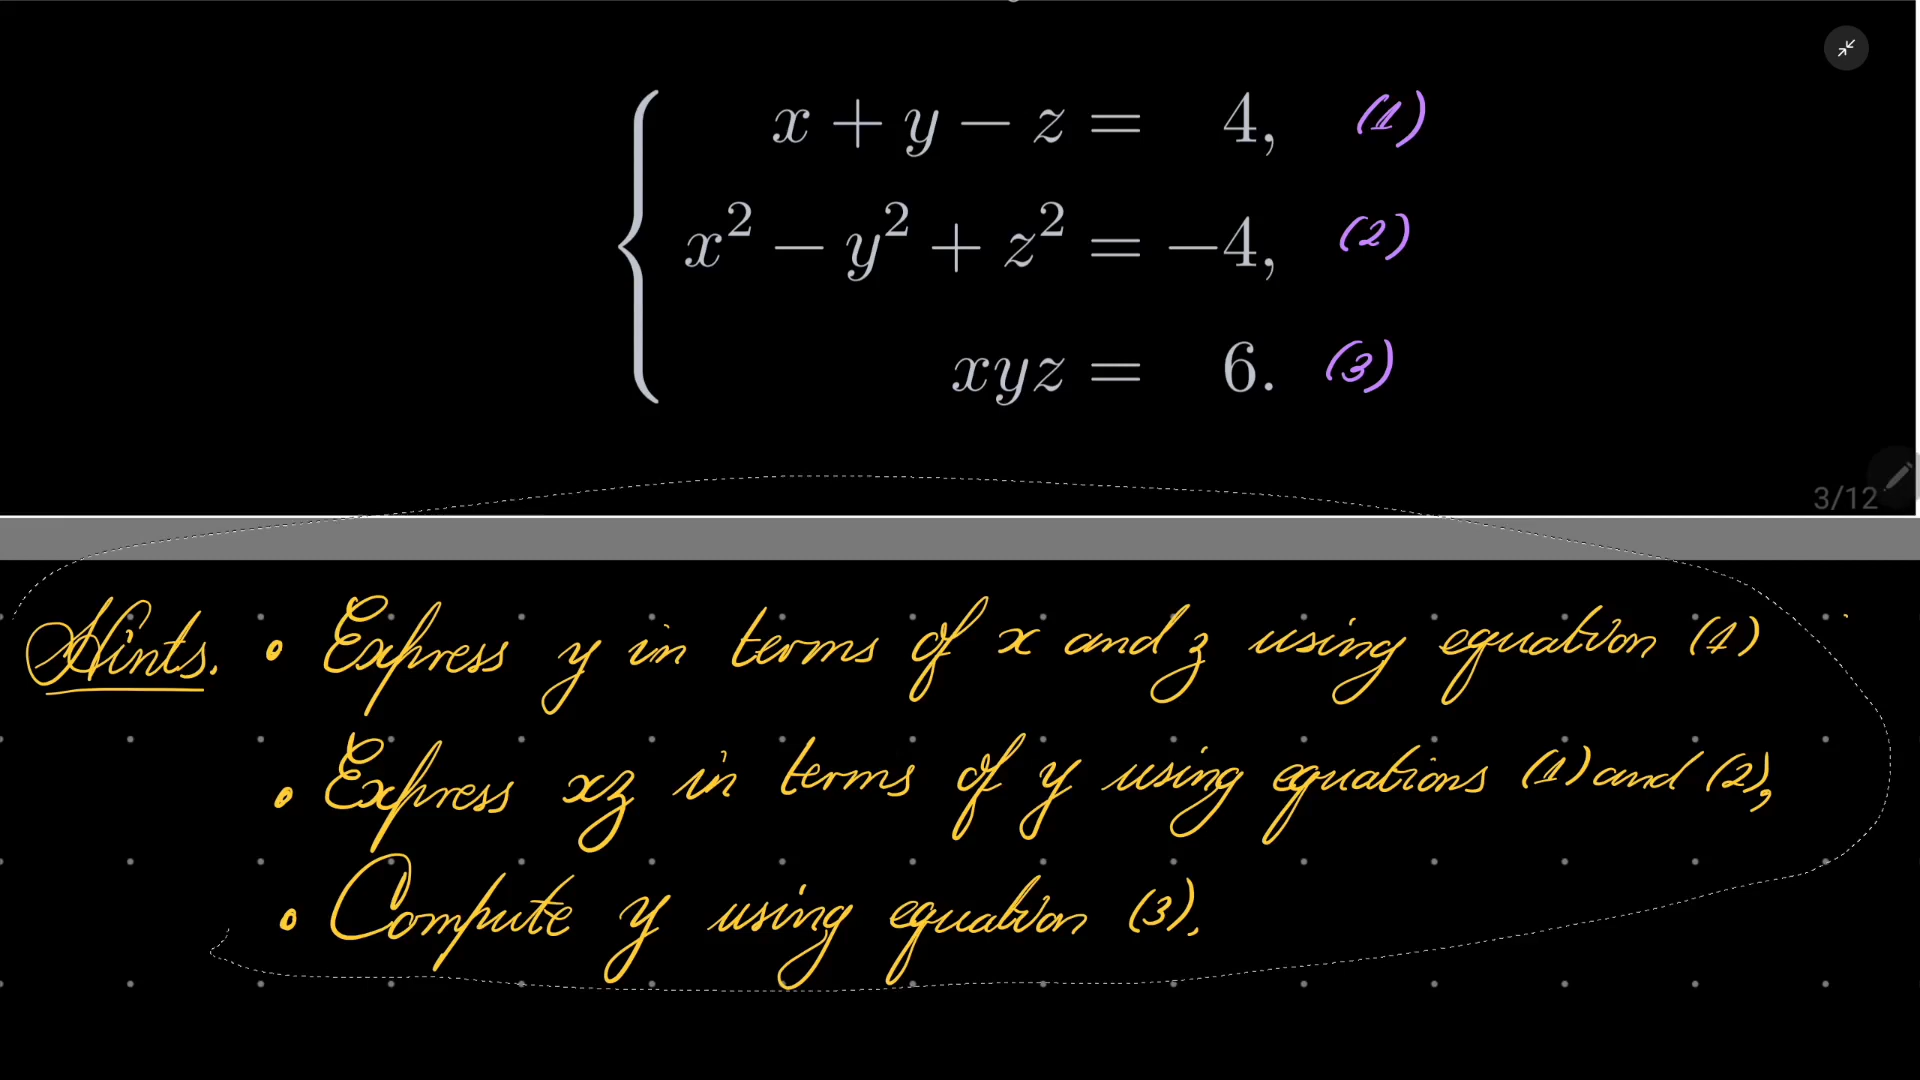 x + y − z = 4, (1)
x² − y² + z² = −4, (2)
xyz = 6. (3)
3/12
Hints. • Express y in terms of x and z using equation (1)
• Express xz in terms of y using equations (1) and (2),
• Compute y using equation (3).